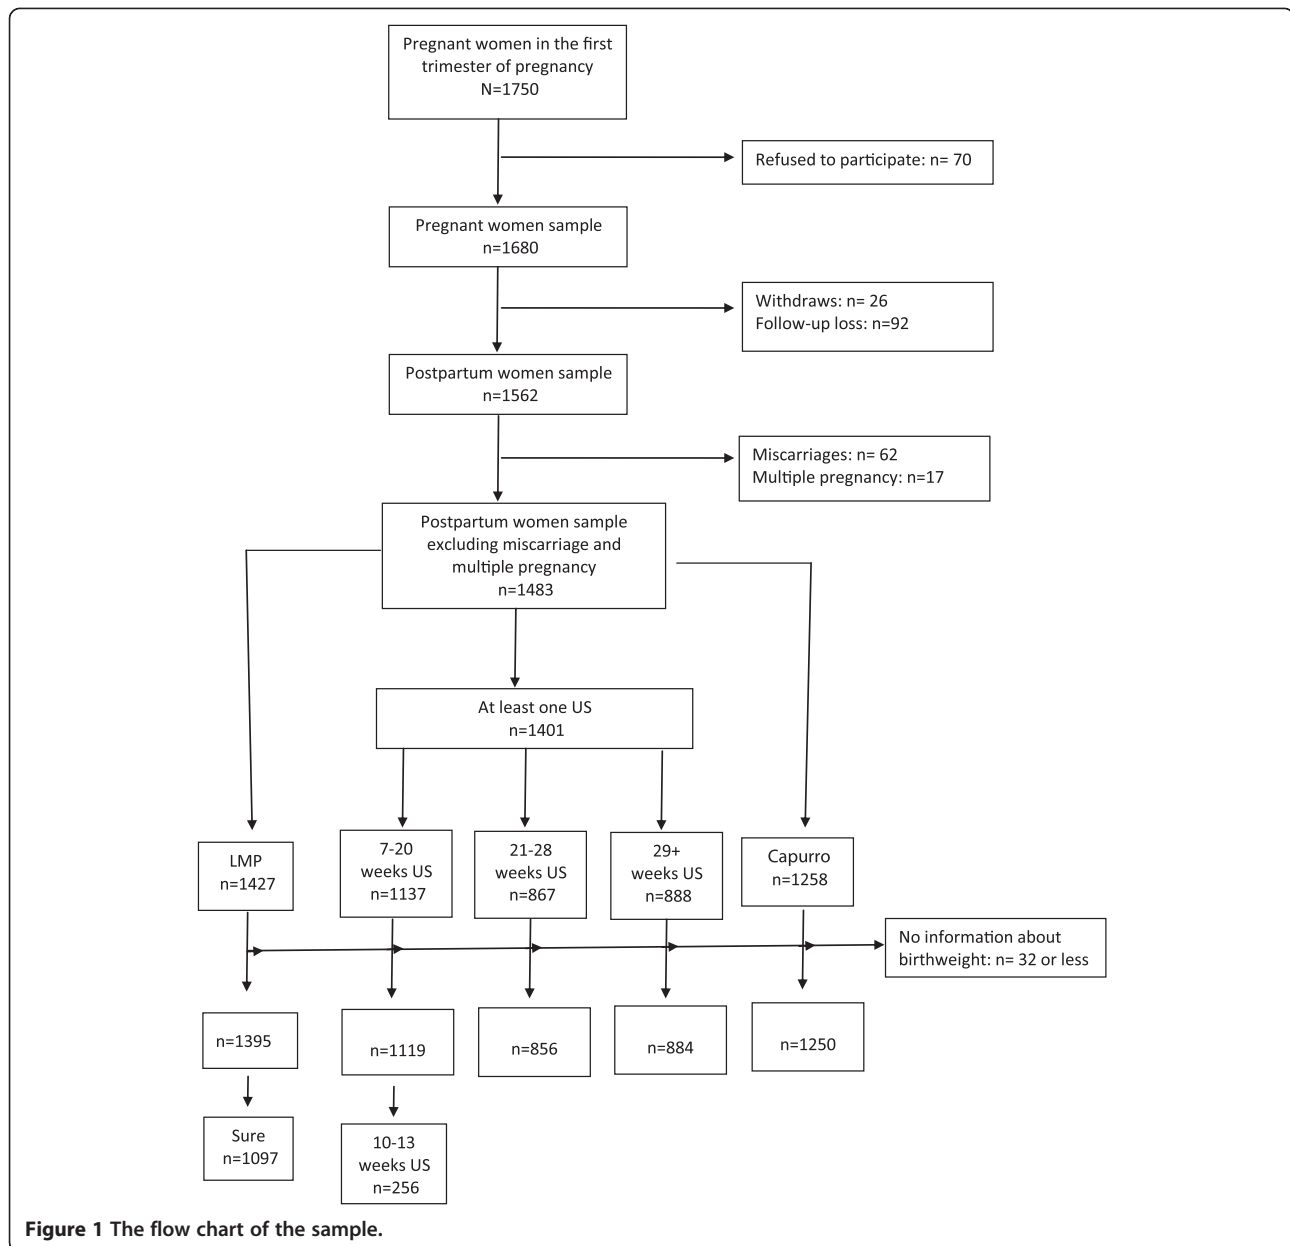 Pregnant women in the first
trimester of pregnancy
N=1750
Refused to participate: n= 70
Pregnant women sample
n=1680
Withdraws: n= 26
Follow-up loss: n=92
Postpartum women sample
n=1562
Miscarriages: n= 62
Multiple pregnancy: n=17
Postpartum women sample
excluding miscarriage and
multiple pregnancy
n=1483
At least one US
n=1401
LMP
n=1427
7-20
weeks US
n=1137
21-28
weeks US
n=867
29+
weeks US
n=888
Capurro
n=1258
No information about
birthweight: n= 32 or less
n=1395
n=1119
n=856
n=884
n=1250
Sure
n=1097
10-13
weeks US
n=256
Figure 1 The flow chart of the sample.